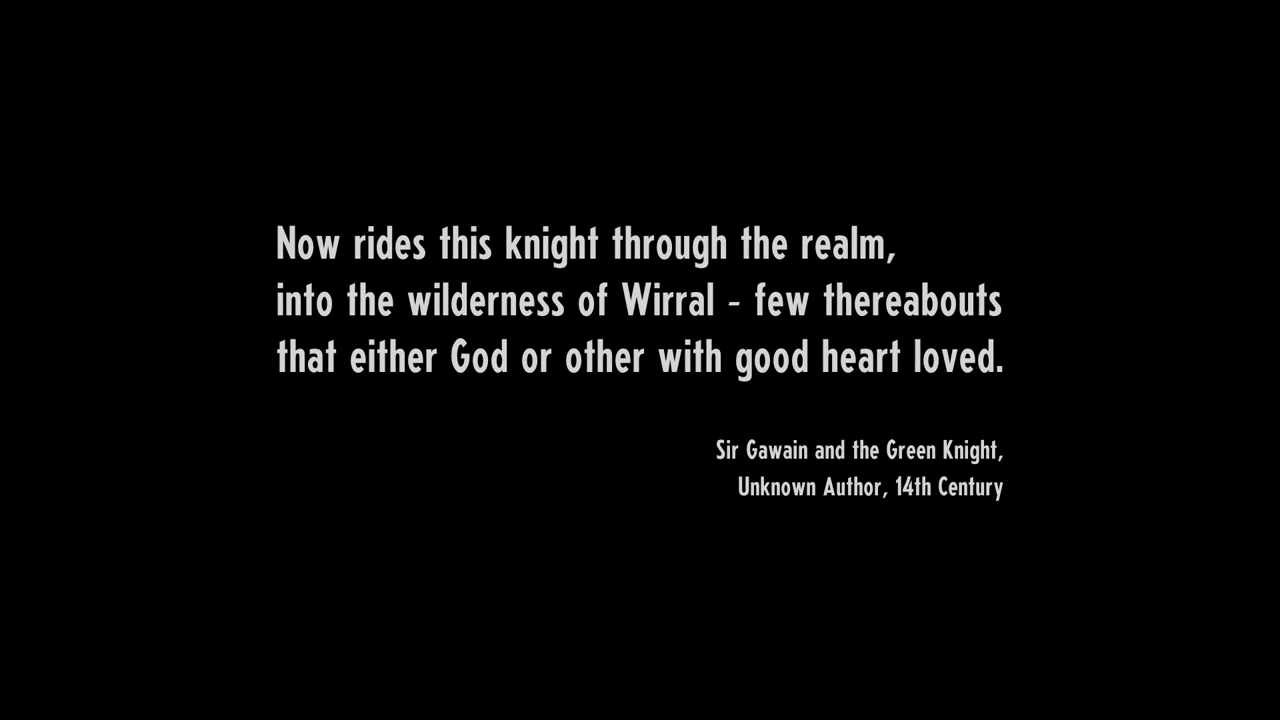 Now rides this knight through the realm,
into the wilderness of Wirral - few thereabouts
that either God or other with good heart loved.
Sir Gawain and the Green Knight,
Unknown Author, 14th Century